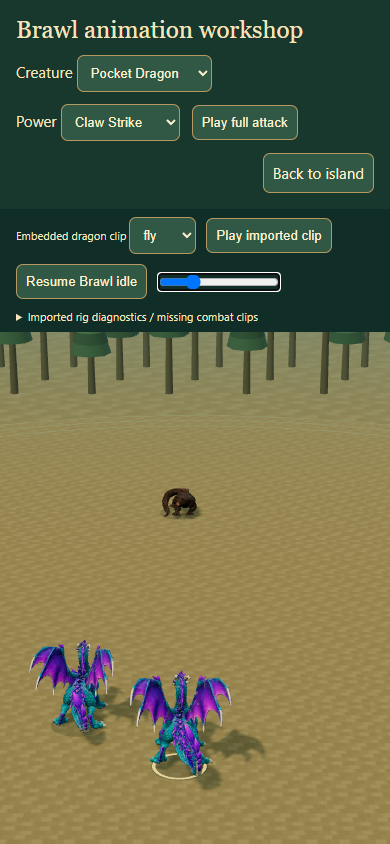 Brawl animation workshop
Creature Pocket Dragon
Power Claw Strike Play full attack
Back to island
Embedded dragon clip fly Play imported clip
Resume Brawl idle
Imported rig diagnostics / missing combat clips